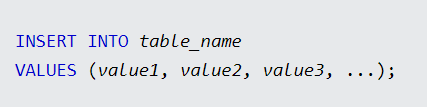 INSERT INTO table_name
VALUES (value1, value2, value3, ...);